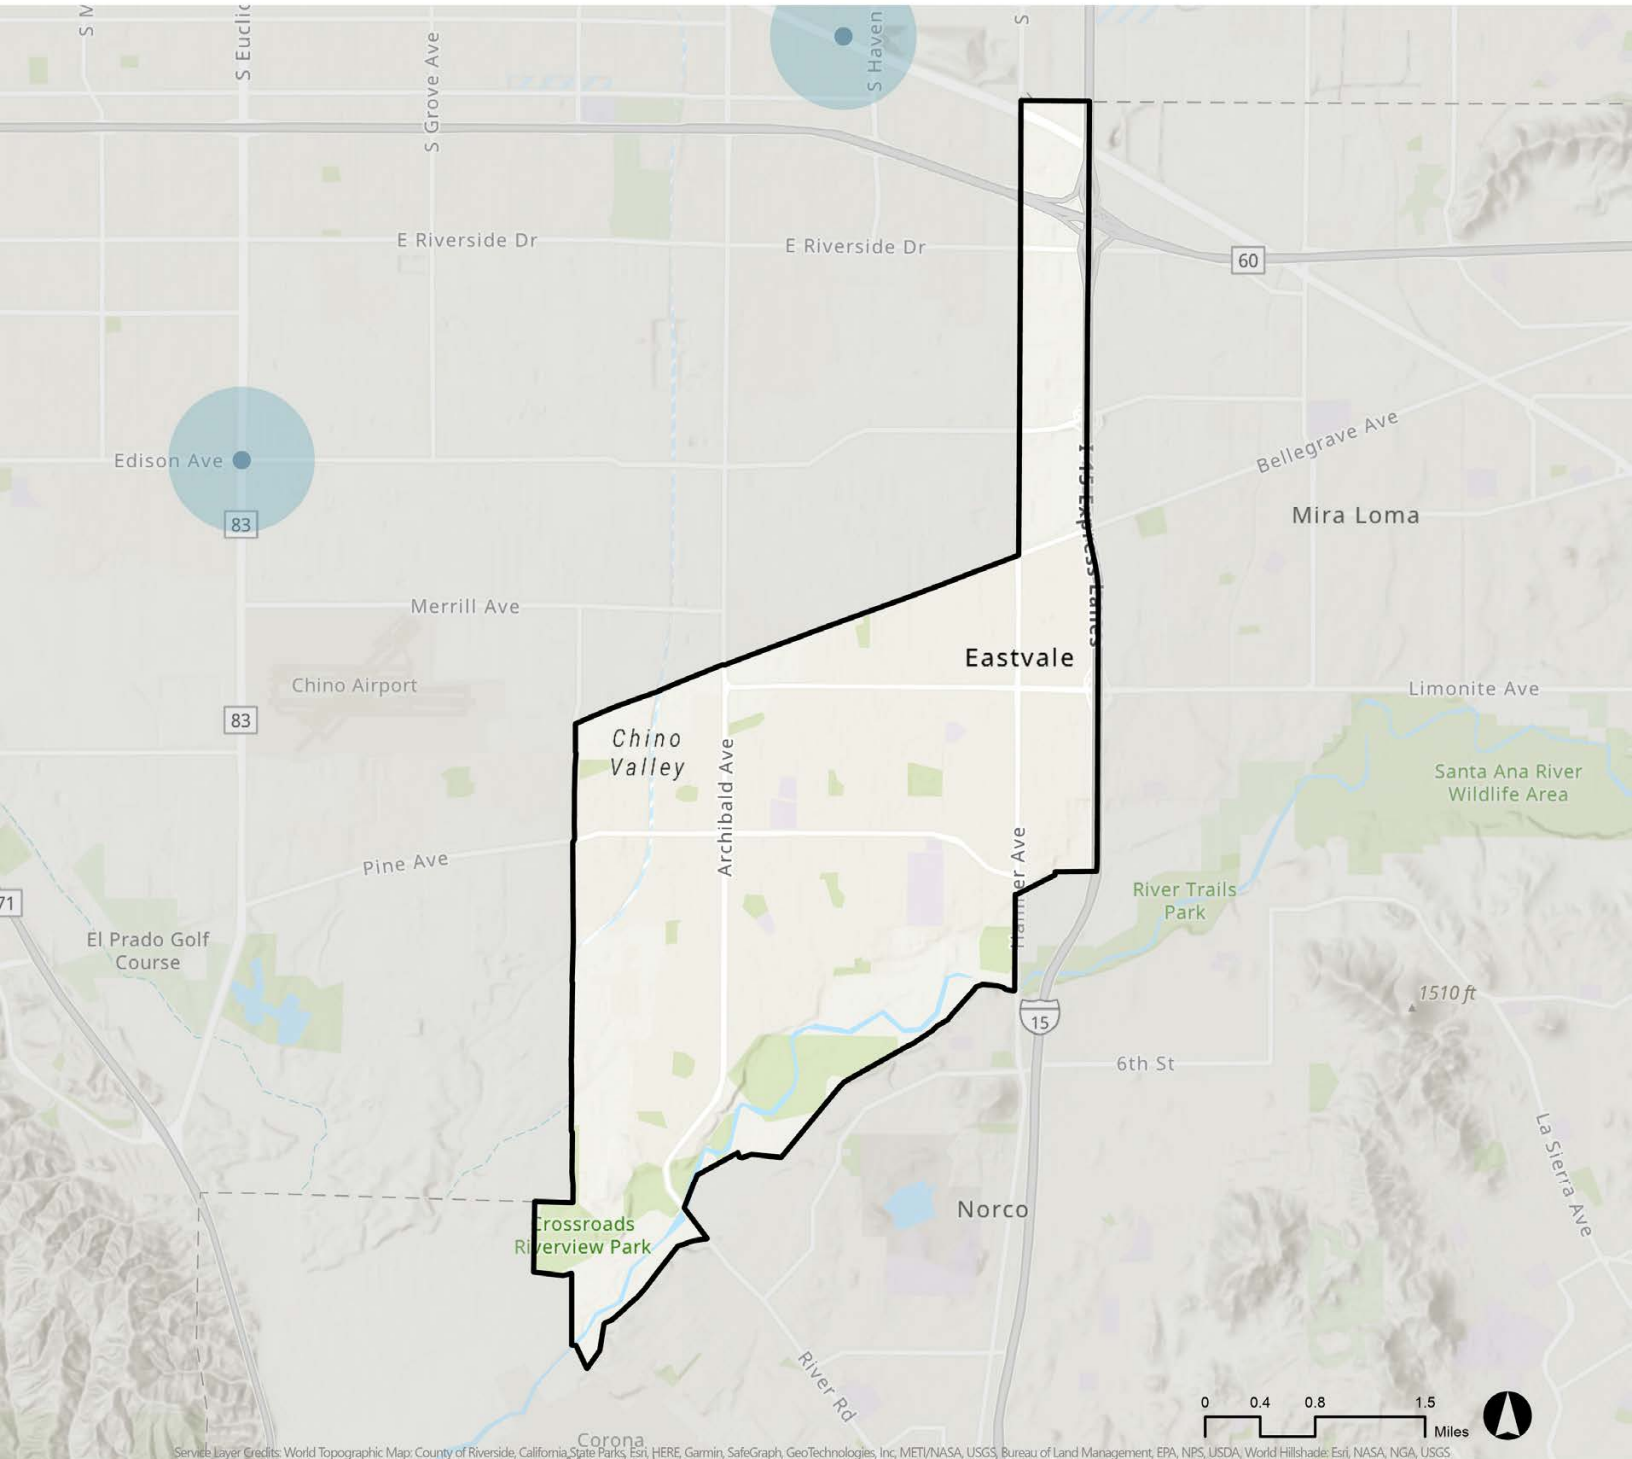 S M
S Euclic
S Grove Ave
S Haven
S
E Riverside Dr
E Riverside Dr
60
Edison Ave
83
Bellegrave Ave
Mira Loma
I-15 Express Lanes
Merrill Ave
Eastvale
Chino Airport
83
Limonite Ave
Chino
Valley
Archibald Ave
Santa Ana River
Wildlife Area
Pine Ave
Hamner Ave
River Trails
Park
71
El Prado Golf
Course
1510 ft
15
6th St
La Sierra Ave
Norco
Crossroads
Riverview Park
River Rd
0 0.4 0.8 1.5
Miles
Corona
Service Layer Credits: World Topographic Map: County of Riverside, California State Parks, Esri, HERE, Garmin, SafeGraph, GeoTechnologies, Inc, METI/NASA, USGS, Bureau of Land Management, EPA, NPS, USDA, World Hillshade: Esri, NASA, NGA, USGS